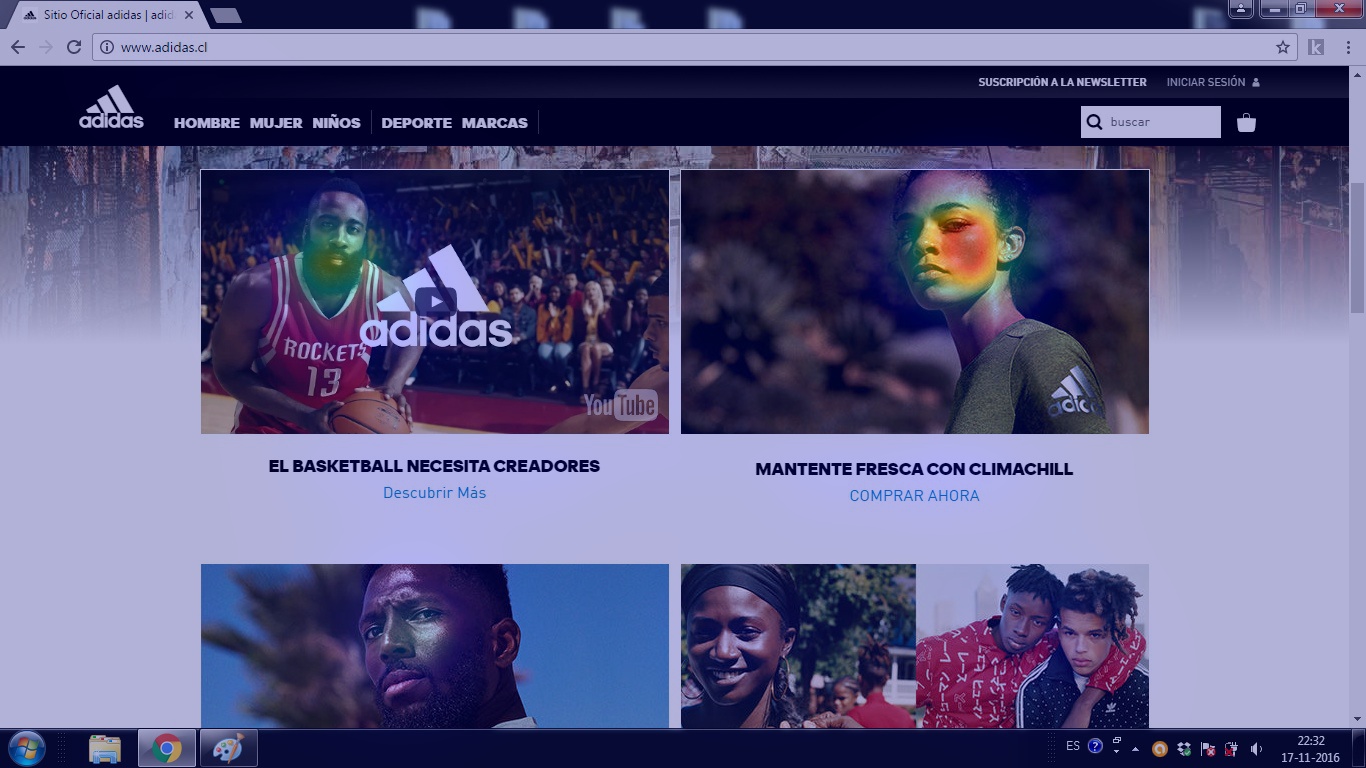 Sitio Oficial adidas | adid
www.adidas.cl
SUSCRIPCIÓN A LA NEWSLETTER INICIAR SESIÓN
adidas
HOMBRE MUJER NIÑOS DEPORTE MARCAS
buscar
adidas
ROCKETS
13
YouTube
adidas
EL BASKETBALL NECESITA CREADORES
Descubrir Más
MANTENTE FRESCA CON CLIMACHILL
COMPRAR AHORA
ES
22:32
17-11-2016